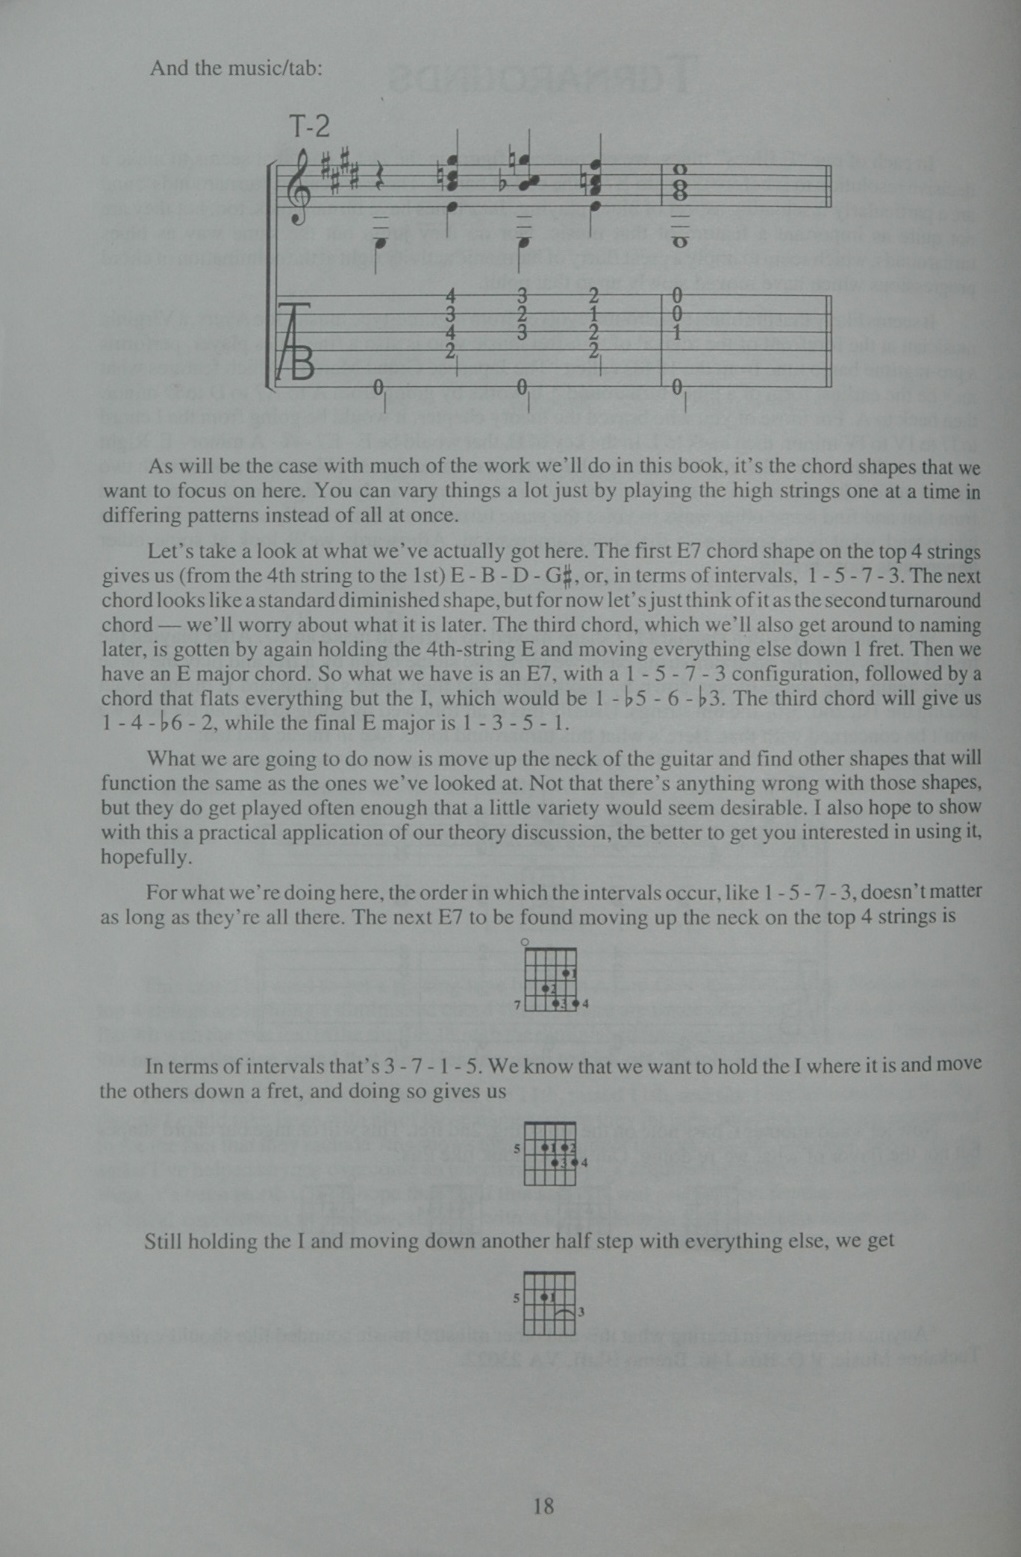 And the music/tab:
T-2
4 3 2 0
3 2 1 0
4 3 2 1
2 2
0 0 0
TAB
As will be the case with much of the work we'll do in this book, it's the chord shapes that we
want to focus on here. You can vary things a lot just by playing the high strings one at a time in
differing patterns instead of all at once.
Let's take a look at what we've actually got here. The first E7 chord shape on the top 4 strings
gives us (from the 4th string to the 1st) E - B - D - G♯, or, in terms of intervals, 1 - 5 - 7 - 3. The next
chord looks like a standard diminished shape, but for now let's just think of it as the second turnaround
chord — we'll worry about what it is later. The third chord, which we'll also get around to naming
later, is gotten by again holding the 4th-string E and moving everything else down 1 fret. Then we
have an E major chord. So what we have is an E7, with a 1 - 5 - 7 - 3 configuration, followed by a
chord that flats everything but the I, which would be 1 - ♭5 - 6 - ♭3. The third chord will give us
1 - 4 - ♭6 - 2, while the final E major is 1 - 3 - 5 - 1.
What we are going to do now is move up the neck of the guitar and find other shapes that will
function the same as the ones we've looked at. Not that there's anything wrong with those shapes,
but they do get played often enough that a little variety would seem desirable. I also hope to show
with this a practical application of our theory discussion, the better to get you interested in using it,
hopefully.
For what we're doing here, the order in which the intervals occur, like 1 - 5 - 7 - 3, doesn't matter
as long as they're all there. The next E7 to be found moving up the neck on the top 4 strings is
1
2
7 3 4
In terms of intervals that's 3 - 7 - 1 - 5. We know that we want to hold the I where it is and move
the others down a fret, and doing so gives us
5 1 2
3 4
Still holding the I and moving down another half step with everything else, we get
5 1
3
18